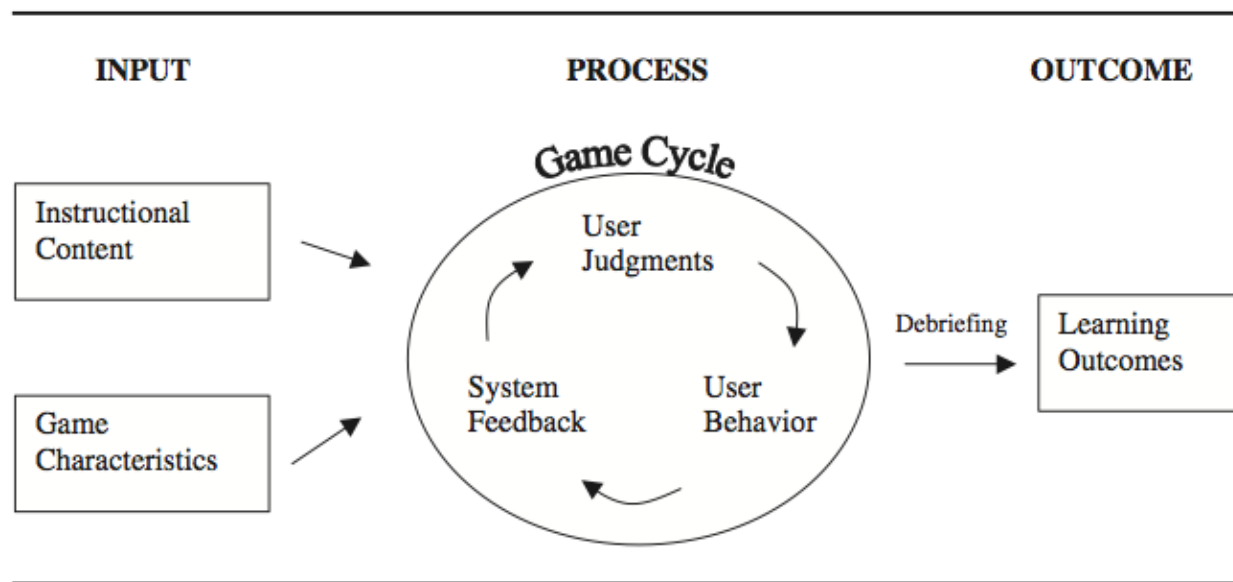 INPUT
PROCESS
OUTCOME
Game Cycle
Instructional
Content
Game
Characteristics
User
Judgments
System
Feedback
User
Behavior
Debriefing
Learning
Outcomes